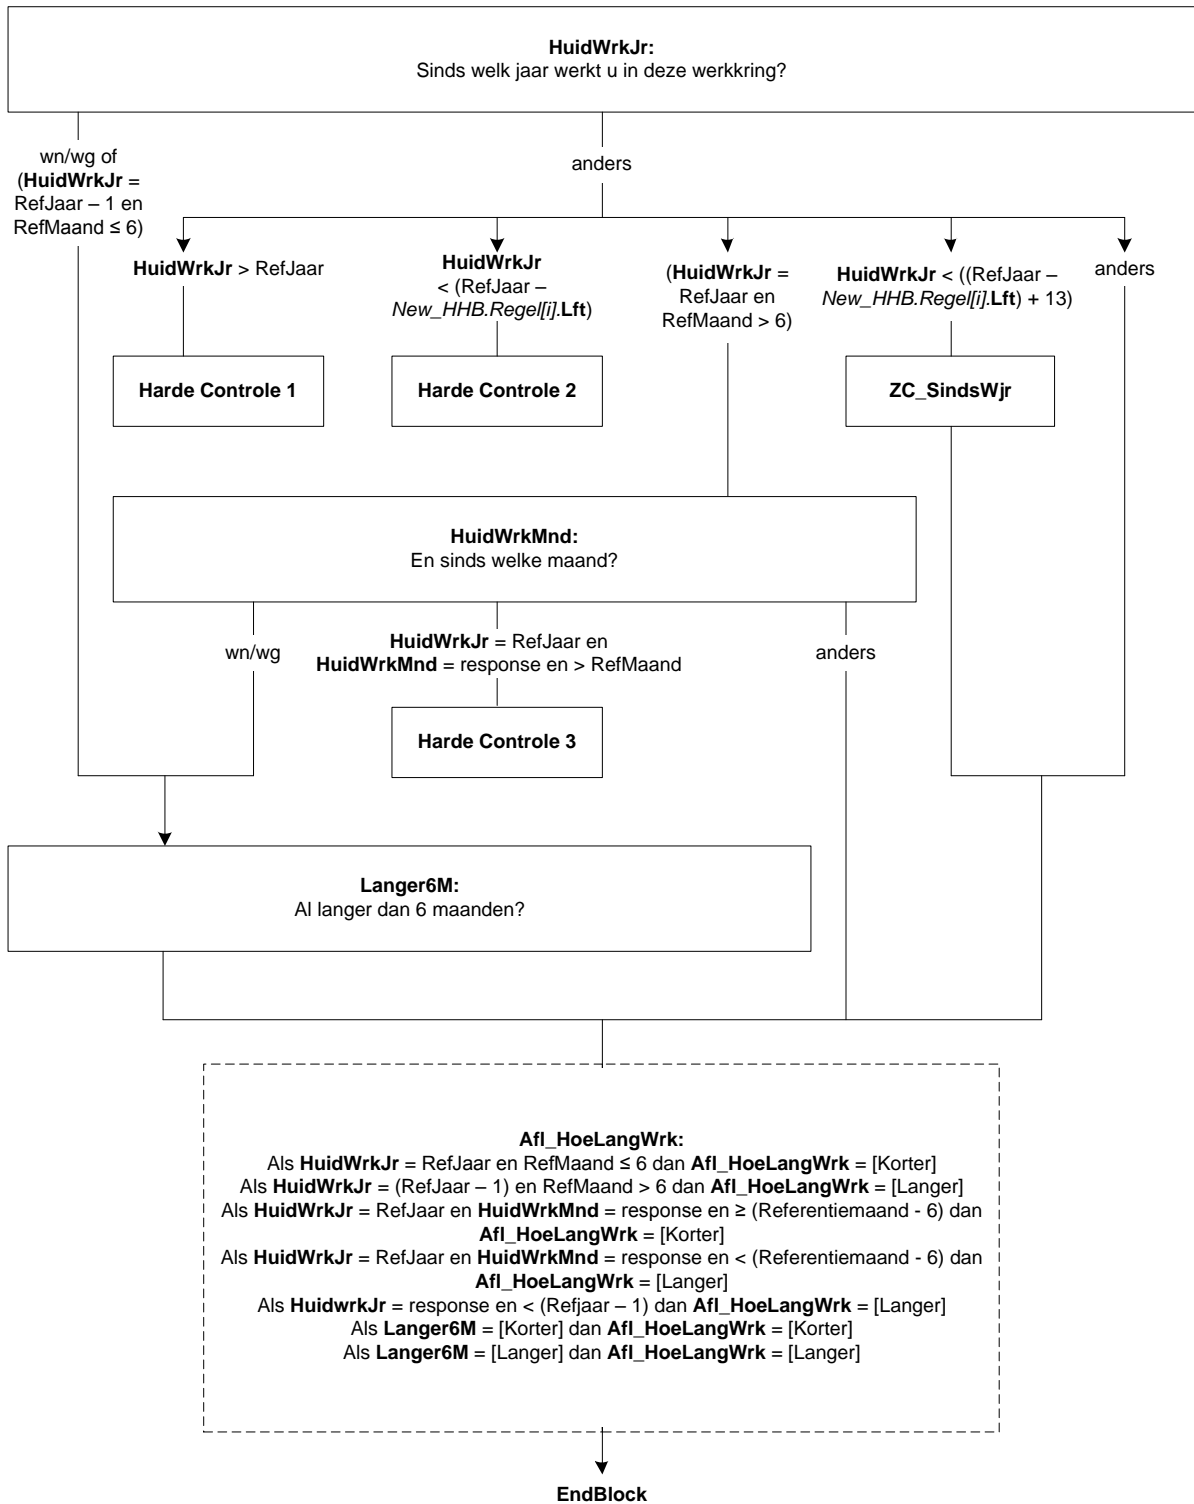 HuidWrkJr:
Sinds welk jaar werkt u in deze werkkring?
wn/wg of
(HuidWrkJr =
RefJaar – 1 en
RefMaand ≤ 6)
anders
HuidWrkJr > RefJaar
HuidWrkJr
< (RefJaar –
New_HHB.Regel[i].Lft)
(HuidWrkJr =
RefJaar en
RefMaand > 6)
HuidWrkJr < ((RefJaar –
New_HHB.Regel[i].Lft) + 13)
anders
Harde Controle 1
Harde Controle 2
ZC_SindsWjr
HuidWrkMnd:
En sinds welke maand?
wn/wg
HuidWrkJr = RefJaar en
HuidWrkMnd = response en > RefMaand
anders
Harde Controle 3
Langer6M:
Al langer dan 6 maanden?
Afl_HoeLangWrk:
Als HuidWrkJr = RefJaar en RefMaand ≤ 6 dan Afl_HoeLangWrk = [Korter]
Als HuidWrkJr = (RefJaar – 1) en RefMaand > 6 dan Afl_HoeLangWrk = [Langer]
Als HuidWrkJr = RefJaar en HuidWrkMnd = response en ≥ (Referentiemaand - 6) dan
Afl_HoeLangWrk = [Korter]
Als HuidWrkJr = RefJaar en HuidWrkMnd = response en < (Referentiemaand - 6) dan
Afl_HoeLangWrk = [Langer]
Als HuidwrkJr = response en < (Refjaar – 1) dan Afl_HoeLangWrk = [Langer]
Als Langer6M = [Korter] dan Afl_HoeLangWrk = [Korter]
Als Langer6M = [Langer] dan Afl_HoeLangWrk = [Langer]
EndBlock